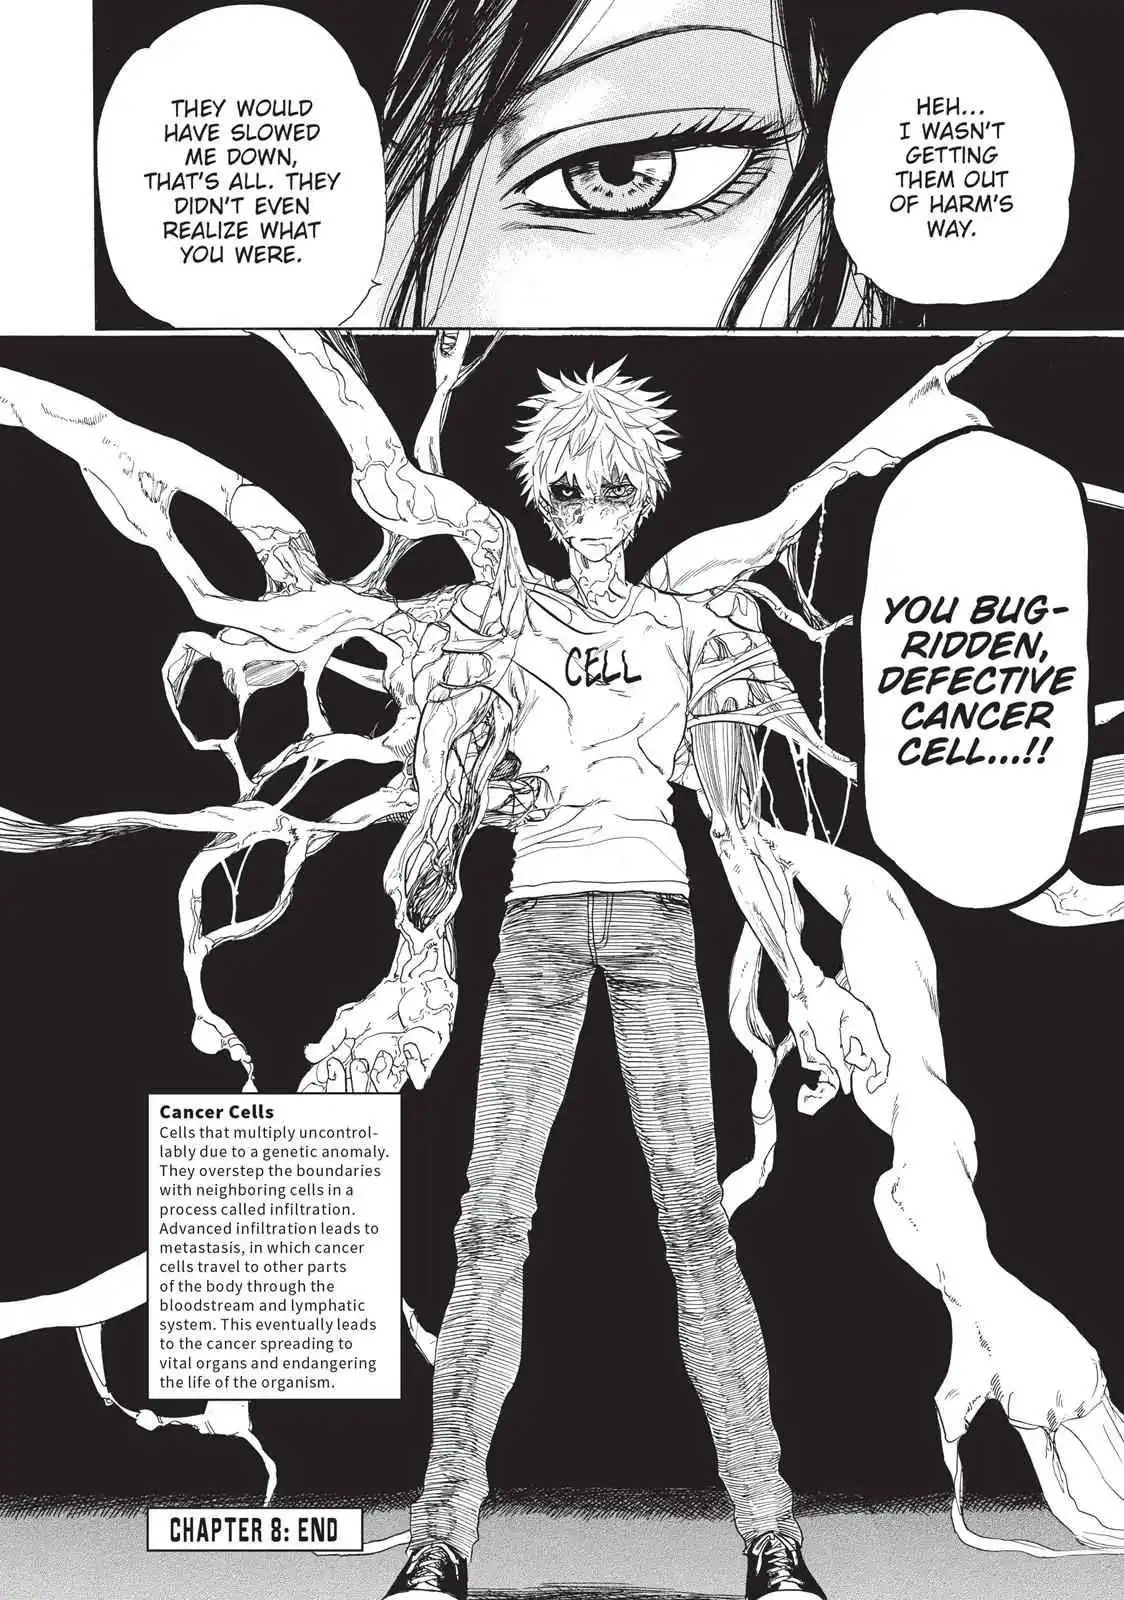 HEH...
I WASN'T
GETTING
THEM OUT
OF HARM'S
WAY.
THEY WOULD
HAVE SLOWED
ME DOWN,
THAT'S ALL. THEY
DIDN'T EVEN
REALIZE WHAT
YOU WERE.
YOU BUG-
RIDDEN,
DEFECTIVE
CANCER
CELL...!!
CELL
Cancer Cells
Cells that multiply uncontrol-
lably due to a genetic anomaly.
They overstep the boundaries
with neighboring cells in a
process called infiltration.
Advanced infiltration leads to
metastasis, in which cancer
cells travel to other parts
of the body through the
bloodstream and lymphatic
system. This eventually leads
to the cancer spreading to
vital organs and endangering
the life of the organism.
CHAPTER 8: END